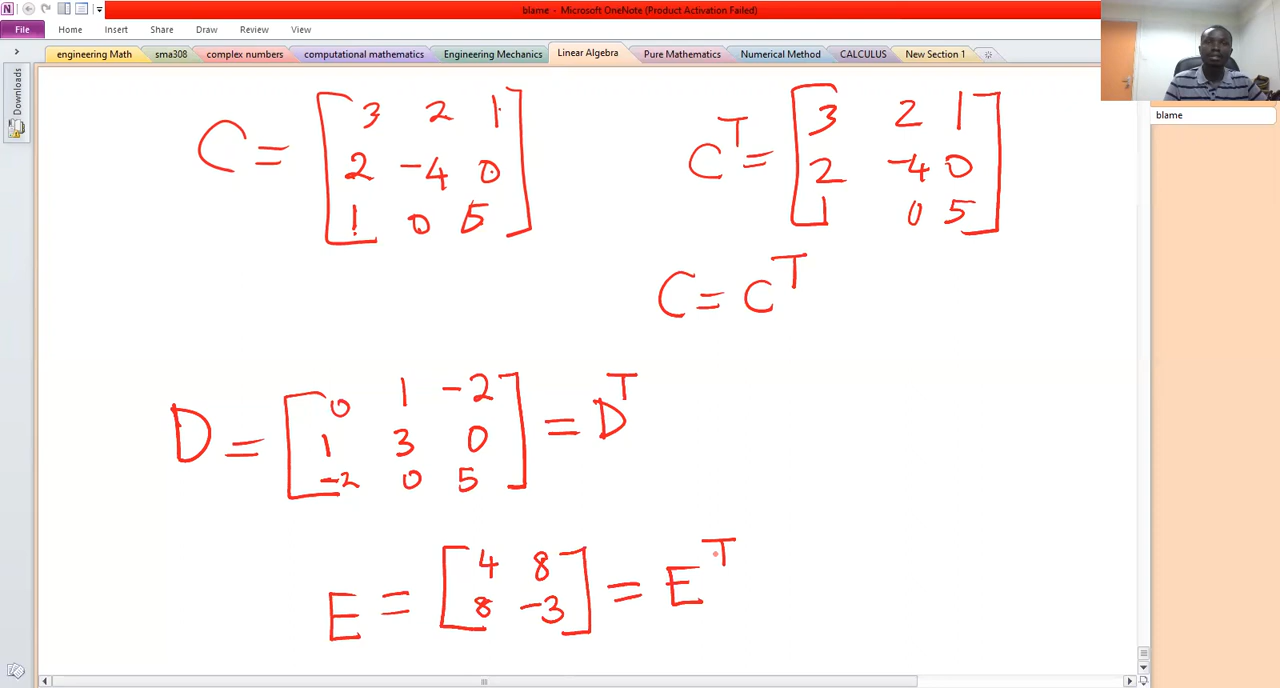 blame - Microsoft OneNote (Product Activation Failed)
File Home Insert Share Draw Review View
engineering Math sma308 complex numbers computational mathematics Engineering Mechanics Linear Algebra Pure Mathematics Numerical Method CALCULUS New Section 1
Downloads
blame
C = [3 2 1
2 -4 0
1 0 5]
C^T = [3 2 1
2 -4 0
1 0 5]
C = C^T
D = [0 1 -2
1 3 0
-2 0 5] = D^T
E = [4 8
8 -3] = E^T